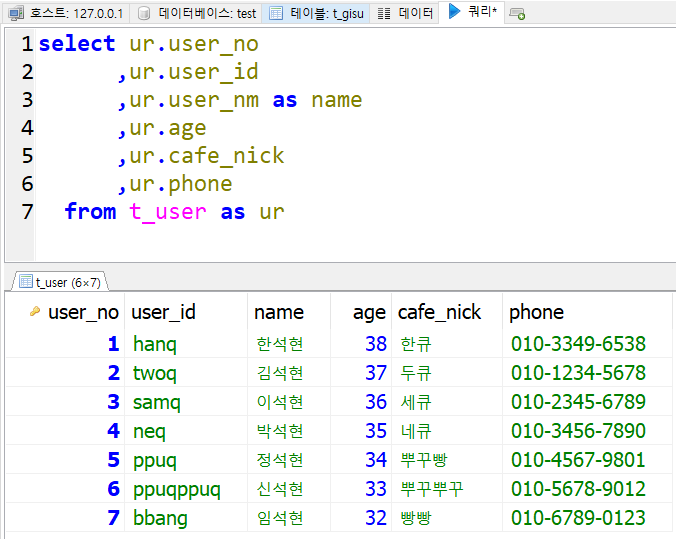 호스트: 127.0.0.1 데이터베이스: test 테이블: t_gisu 데이터 쿼리*
1 select ur.user_no
2 ,ur.user_id
3 ,ur.user_nm as name
4 ,ur.age
5 ,ur.cafe_nick
6 ,ur.phone
7 from t_user as ur
t_user (6×7)
user_no user_id name age cafe_nick phone
1 hanq 한석현 38 한큐 010-3349-6538
2 twoq 김석현 37 두큐 010-1234-5678
3 samq 이석현 36 세큐 010-2345-6789
4 neq 박석현 35 네큐 010-3456-7890
5 ppuq 정석현 34 뿌꾸빵 010-4567-9801
6 ppuqppuq 신석현 33 뿌꾸뿌꾸 010-5678-9012
7 bbang 임석현 32 빵빵 010-6789-0123